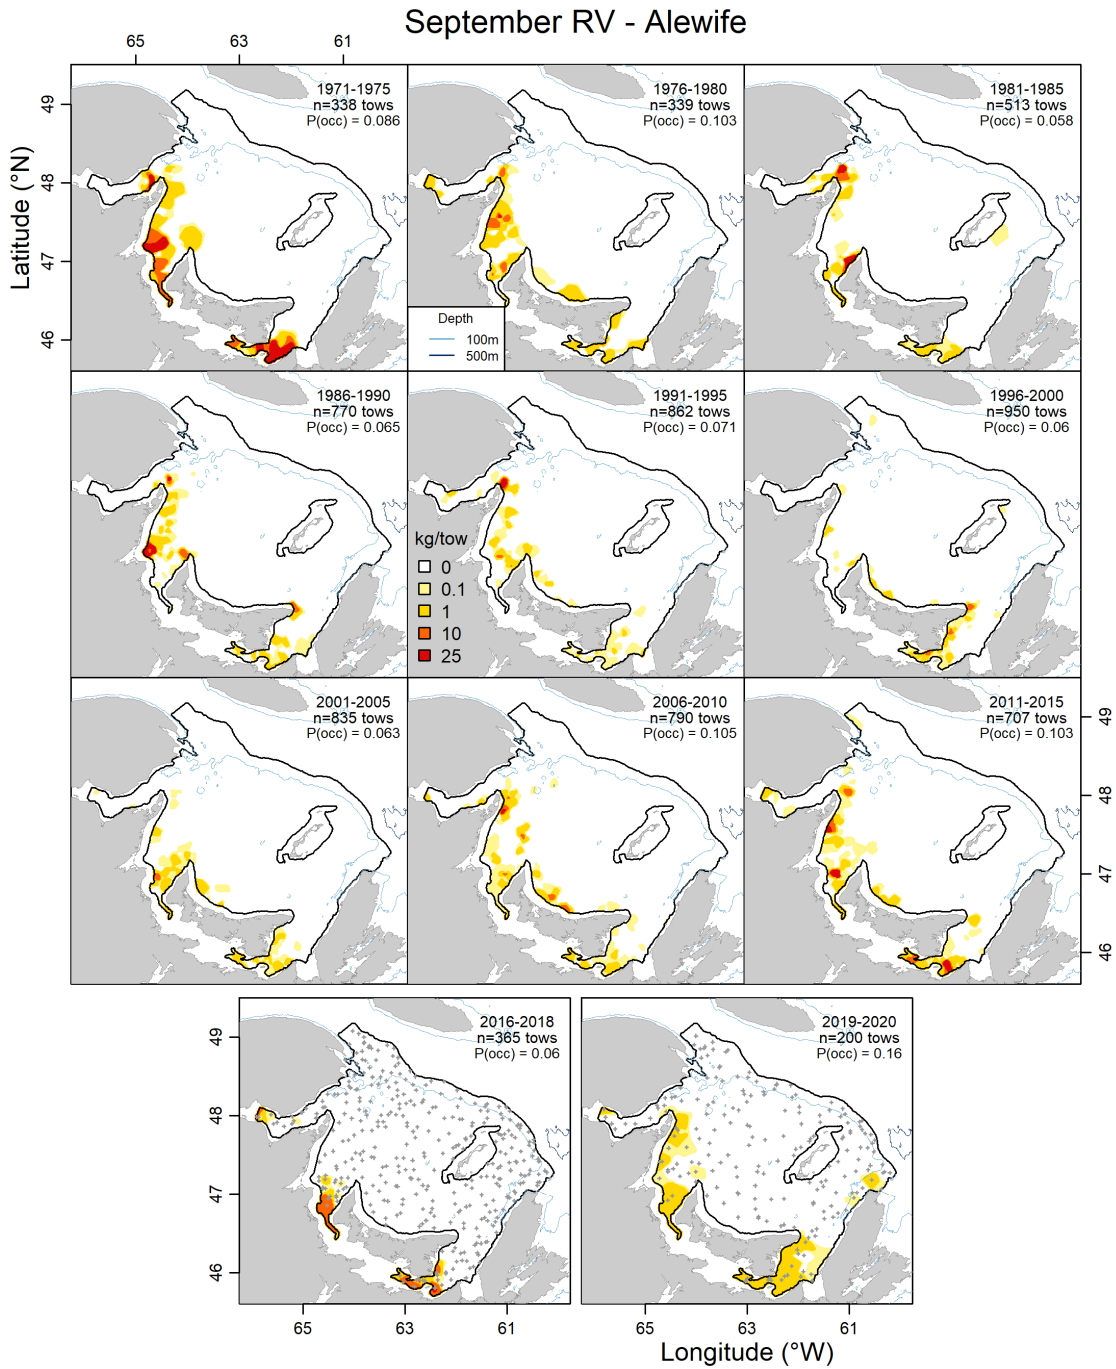 September RV - Alewife
65 63 61
1971-1975
n=338 tows
P(occ) = 0.086
1976-1980
n=339 tows
P(occ) = 0.103
1981-1985
n=513 tows
P(occ) = 0.058
49
48
47
46
Latitude (°N)
Depth
100m
500m
1986-1990
n=770 tows
P(occ) = 0.065
1991-1995
n=862 tows
P(occ) = 0.071
1996-2000
n=950 tows
P(occ) = 0.06
kg/tow
0
0.1
1
10
25
2001-2005
n=835 tows
P(occ) = 0.063
2006-2010
n=790 tows
P(occ) = 0.105
2011-2015
n=707 tows
P(occ) = 0.103
49
48
47
46
2016-2018
n=365 tows
P(occ) = 0.06
2019-2020
n=200 tows
P(occ) = 0.16
49
48
47
46
65 63 61 65 63 61
Longitude (°W)